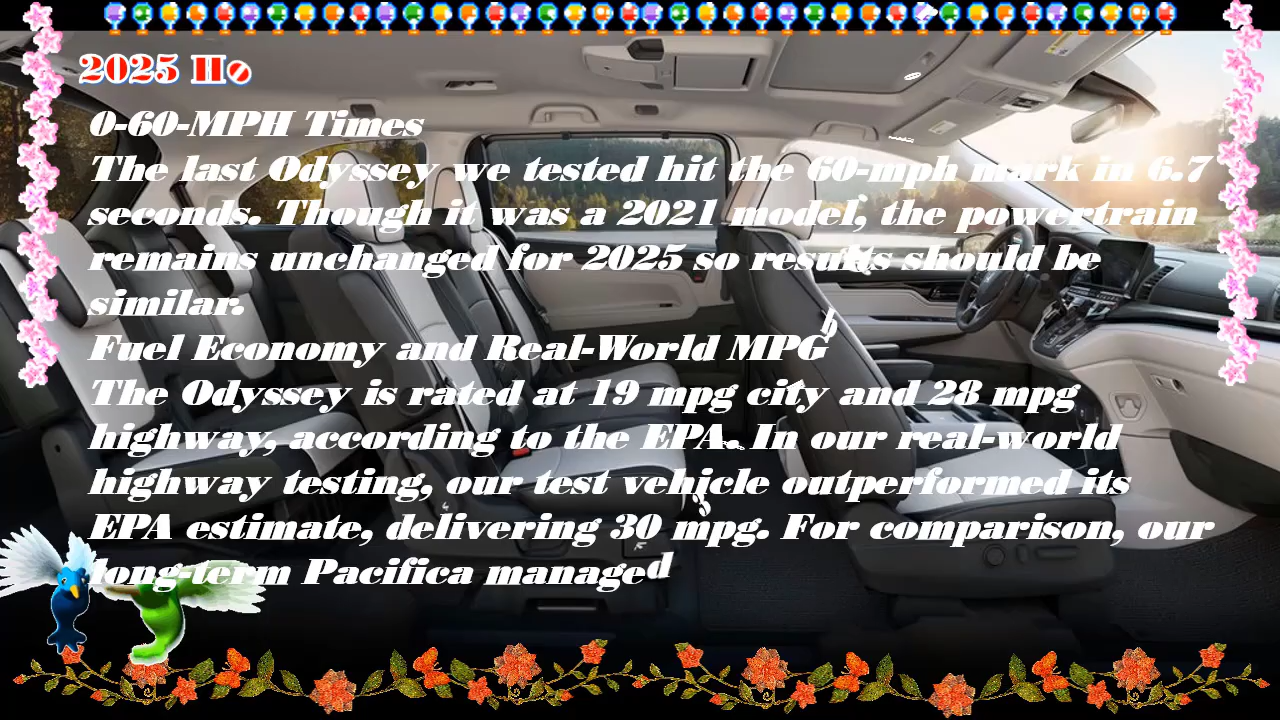 2025 Ho
0-60-MPH Times
The last Odyssey we tested hit the 60-mph mark in 6.7
seconds. Though it was a 2021 model, the powertrain
remains unchanged for 2025 so results should be
similar.
Fuel Economy and Real-World MPG
The Odyssey is rated at 19 mpg city and 28 mpg
highway, according to the EPA. In our real-world
highway testing, our test vehicle outperformed its
EPA estimate, delivering 30 mpg. For comparison, our
long-term Pacifica managed